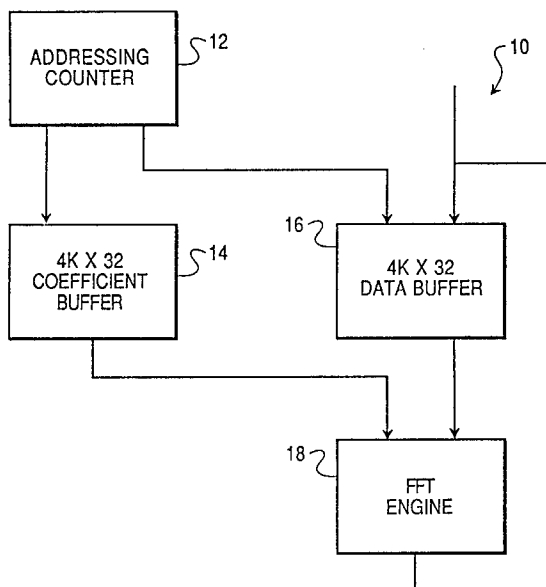 ADDRESSING
COUNTER
12
10
4K X 32
COEFFICIENT
BUFFER
14
16
4K X 32
DATA BUFFER
18
FFT
ENGINE